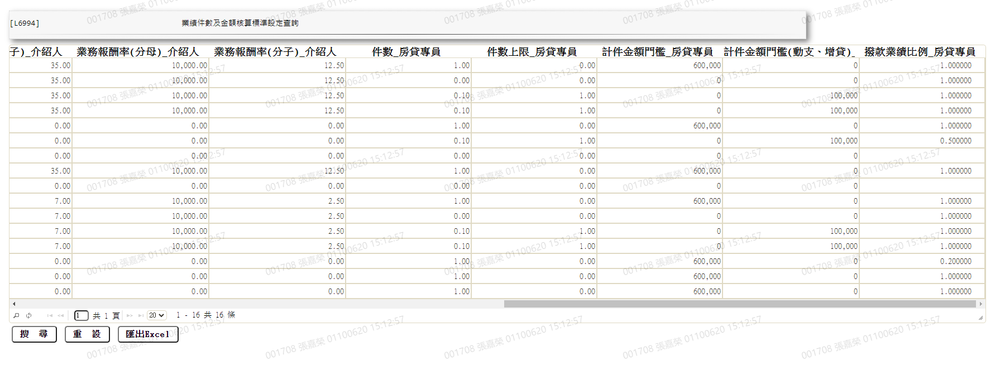 [L6994] 業績件數及金額核算標準設定查詢
子)_介紹人 業務報酬率(分母)_介紹人 業務報酬率(分子)_介紹人 件數_房貸專員 件數上限_房貸專員 計件金額門檻_房貸專員 計件金額門檻(動支、增貸)_ 撥款業績比例_房貸專員
35.00 10,000.00 12.50 1.00 0.00 600,000 0 1.000000
35.00 10,000.00 12.50 0.00 0.00 0 0 1.000000
35.00 10,000.00 12.50 0.10 1.00 0 100,000 1.000000
35.00 10,000.00 12.50 0.10 1.00 0 100,000 1.000000
0.00 0.00 0.00 1.00 0.00 600,000 0 1.000000
0.00 0.00 0.00 0.10 1.00 0 100,000 0.500000
0.00 0.00 0.00 0.00 0.00 0 0
35.00 10,000.00 12.50 1.00 0.00 600,000 0 1.000000
0.00 0.00 0.00 0.00 0.00 0 0
7.00 10,000.00 2.50 1.00 0.00 600,000 0 1.000000
7.00 10,000.00 2.50 0.00 0.00 0 0 1.000000
7.00 10,000.00 2.50 0.10 1.00 0 100,000 1.000000
7.00 10,000.00 2.50 0.10 1.00 0 100,000 1.000000
0.00 0.00 0.00 1.00 0.00 600,000 0 0.200000
0.00 0.00 0.00 1.00 0.00 600,000 0 1.000000
0.00 0.00 0.00 1.00 0.00 600,000 0 1.000000
1 共 1 頁 20 1 - 16 共 16 條
搜 尋 重 設 匯出Excel
001708 張嘉榮 01100620 15:12:57